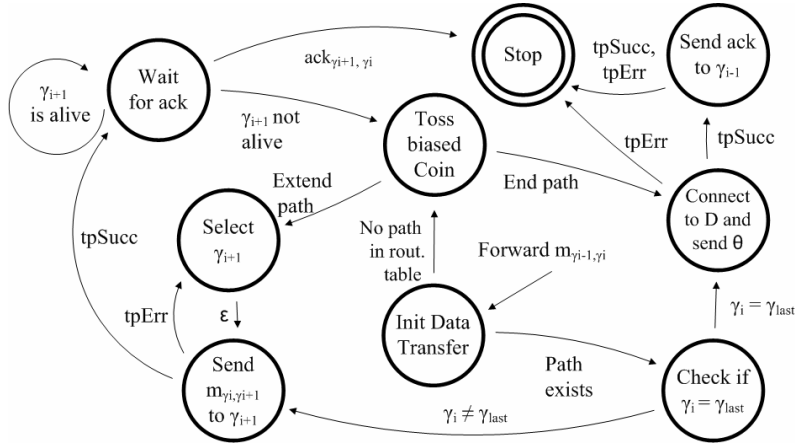 γi+1
is alive
Wait
for ack
ackγi+1, γi
Stop
tpSucc,
tpErr
Send ack
to γi-1
γi+1 not
alive
Toss
biased
Coin
tpErr
tpSucc
End path
Extend
path
Connect
to D and
send θ
tpSucc
Select
γi+1
No path
in rout.
table
Forward mγi-1,γi
tpErr
ε
Init Data
Transfer
γi = γlast
Path
exists
Send
mγi,γi+1
to γi+1
Check if
γi = γlast
γi ≠ γlast